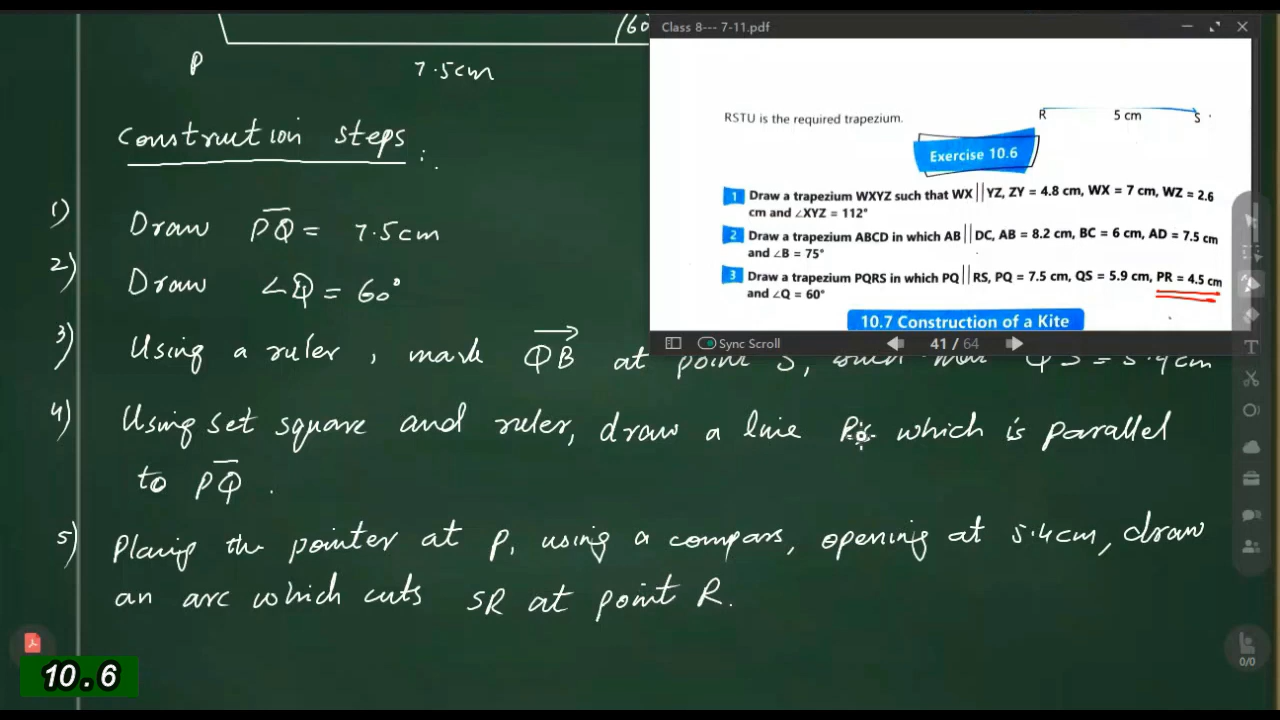 60
P
7.5cm
Construction steps :
1) Draw PQ = 7.5cm
2) Draw ∠Q = 60°
3) Using a ruler, mark QB at point S,
4) Using set square and ruler, draw a line which is parallel
to PQ.
5) Placing the pointer at P, using a compass, opening at 5.4cm, draw
an arc which cuts SR at point R.
10.6
Class 8--- 7-11.pdf
RSTU is the required trapezium.
R 5 cm S
Exercise 10.6
1 Draw a trapezium WXYZ such that WX||YZ, ZY = 4.8 cm, WX = 7 cm, WZ = 2.6
cm and ∠XYZ = 112°
2 Draw a trapezium ABCD in which AB||DC, AB = 8.2 cm, BC = 6 cm, AD = 7.5 cm
and ∠B = 75°
3 Draw a trapezium PQRS in which PQ||RS, PQ = 7.5 cm, QS = 5.9 cm, PR = 4.5 cm
and ∠Q = 60°
10.7 Construction of a Kite
Sync Scroll 41 / 64
0/0